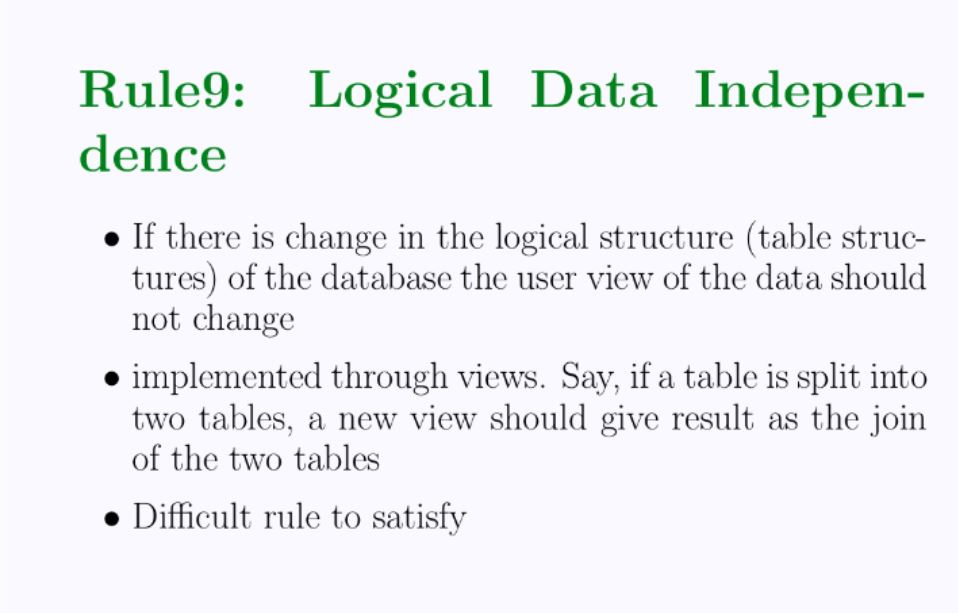 Rule9: Logical Data Indepen-
dence
• If there is change in the logical structure (table struc-
tures) of the database the user view of the data should
not change
• implemented through views. Say, if a table is split into
two tables, a new view should give result as the join
of the two tables
• Difficult rule to satisfy